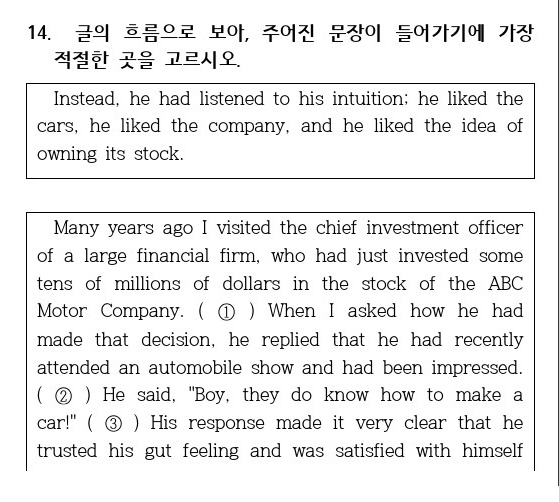 14. 글의 흐름으로 보아, 주어진 문장이 들어가기에 가장
적절한 곳을 고르시오.
Instead, he had listened to his intuition; he liked the
cars, he liked the company, and he liked the idea of
owning its stock.
Many years ago I visited the chief investment officer
of a large financial firm, who had just invested some
tens of millions of dollars in the stock of the ABC
Motor Company. ( ① ) When I asked how he had
made that decision, he replied that he had recently
attended an automobile show and had been impressed.
( ② ) He said, "Boy, they do know how to make a
car!" ( ③ ) His response made it very clear that he
trusted his gut feeling and was satisfied with himself